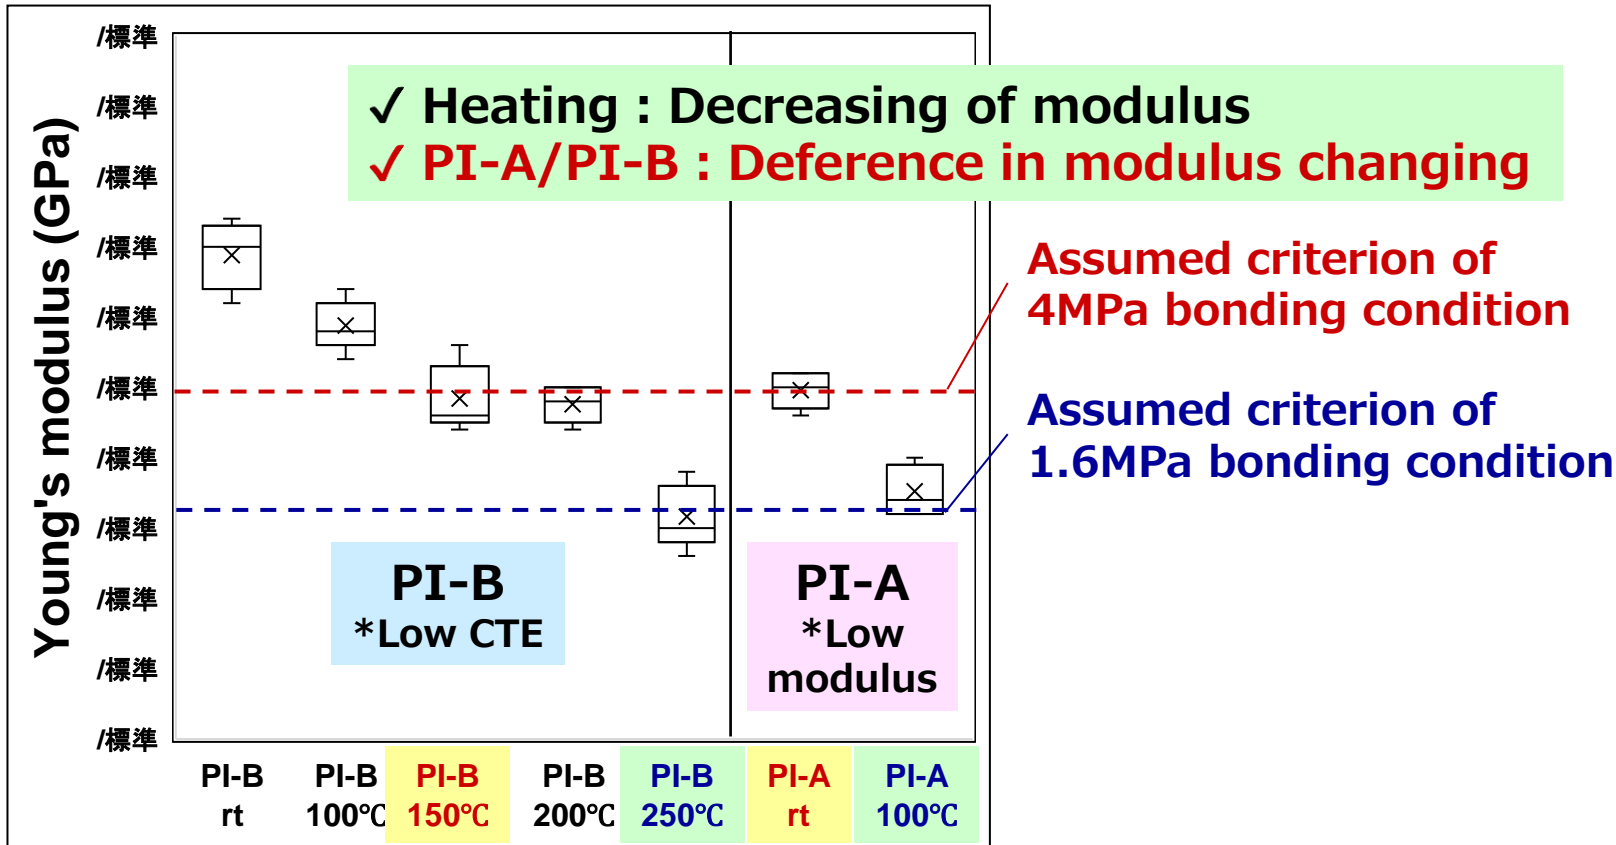 ✓ Heating : Decreasing of modulus
✓ PI-A/PI-B : Deference in modulus changing
Young's modulus (GPa)
/標準
/標準
/標準
/標準
/標準
/標準
/標準
/標準
/標準
/標準
/標準
Assumed criterion of
4MPa bonding condition
Assumed criterion of
1.6MPa bonding condition
PI-B
*Low CTE
PI-A
*Low
modulus
PI-B
rt
PI-B
100℃
PI-B
150℃
PI-B
200℃
PI-B
250℃
PI-A
rt
PI-A
100℃